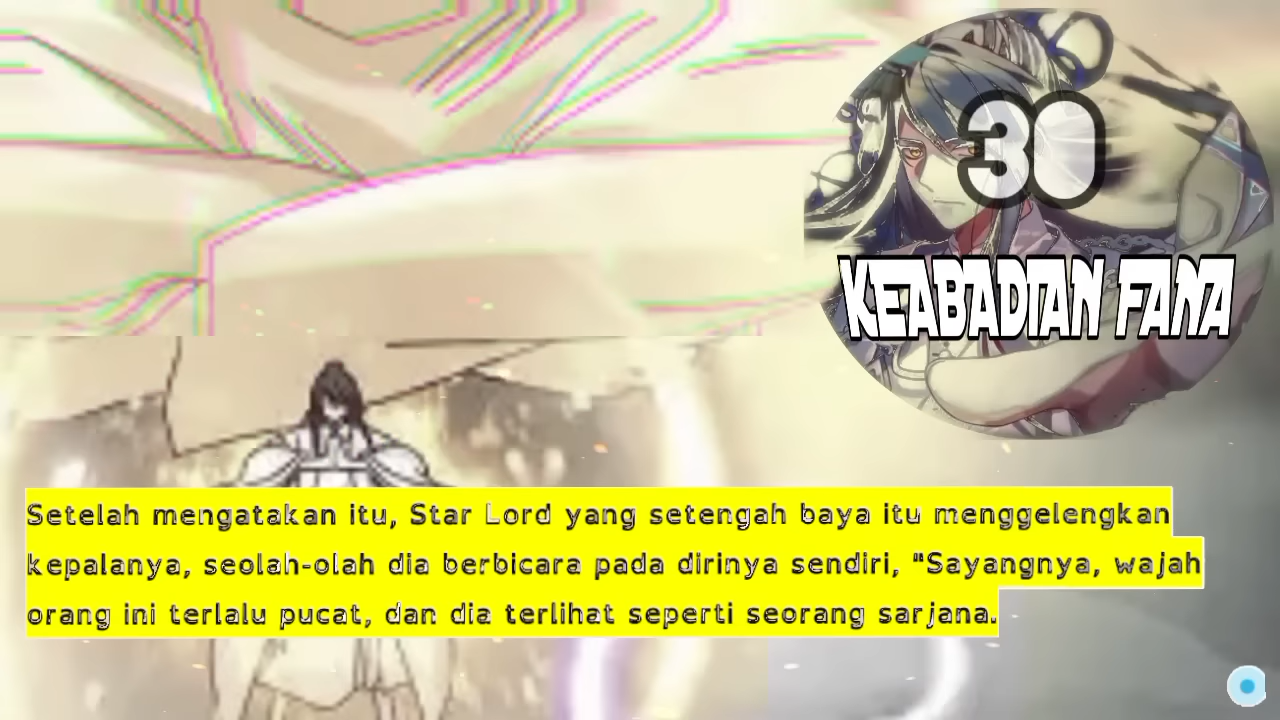 30
KEABADIAN FANA
Setelah mengatakan itu, Star Lord yang setengah baya itu menggelengkan
kepalanya, seolah-olah dia berbicara pada dirinya sendiri, "Sayangnya, wajah
orang ini terlalu pucat, dan dia terlihat seperti seorang sarjana.